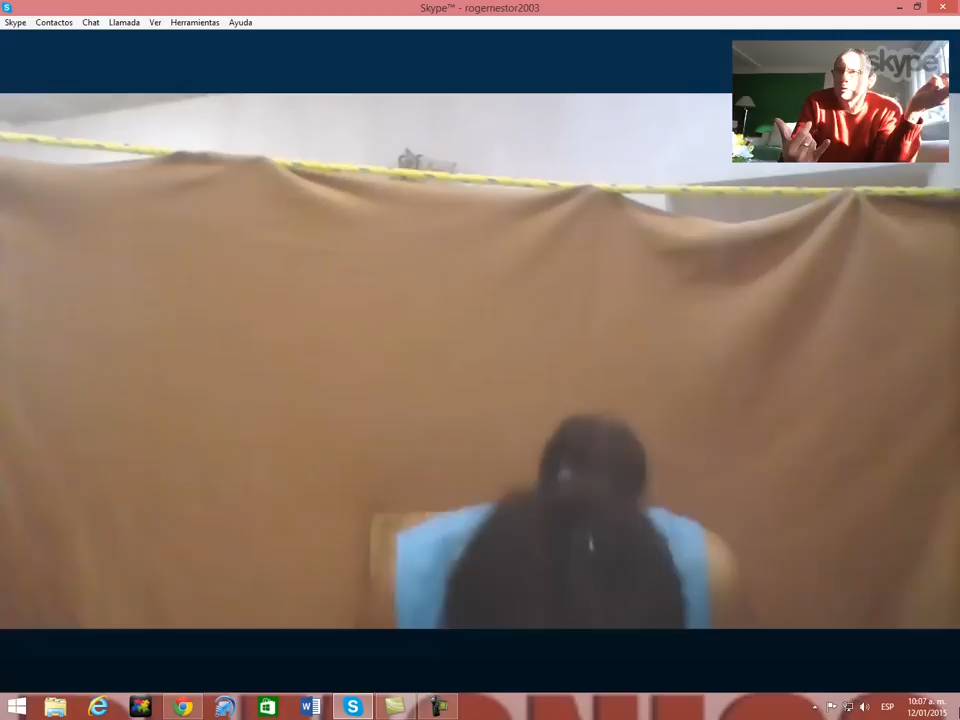 Skype™ - rogernestor2003
Skype Contactos Chat Llamada Ver Herramientas Ayuda
skype
ESP
10:07 a. m.
12/01/2015